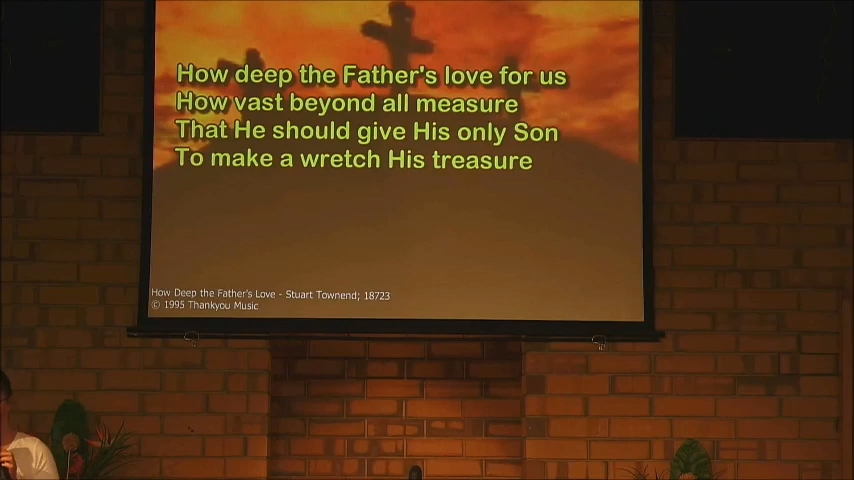 How deep the Father's love for us
How vast beyond all measure
That He should give His only Son
To make a wretch His treasure
How Deep the Father's Love - Stuart Townend; 18723
© 1995 Thankyou Music